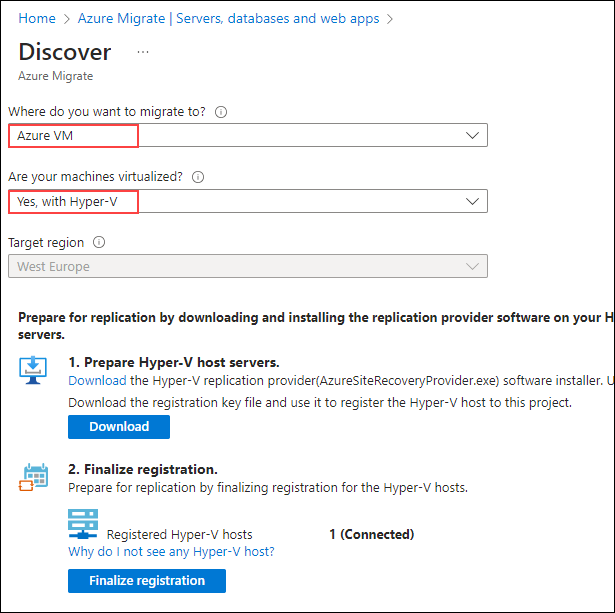 Home > Azure Migrate | Servers, databases and web apps >
Discover ...
Azure Migrate
Where do you want to migrate to?
Azure VM
Are your machines virtualized?
Yes, with Hyper-V
Target region
West Europe
Prepare for replication by downloading and installing the replication provider software on your H
servers.
1. Prepare Hyper-V host servers.
Download the Hyper-V replication provider(AzureSiteRecoveryProvider.exe) software installer. U
Download the registration key file and use it to register the Hyper-V host to this project.
Download
2. Finalize registration.
Prepare for replication by finalizing registration for the Hyper-V hosts.
Registered Hyper-V hosts 1 (Connected)
Why do I not see any Hyper-V host?
Finalize registration